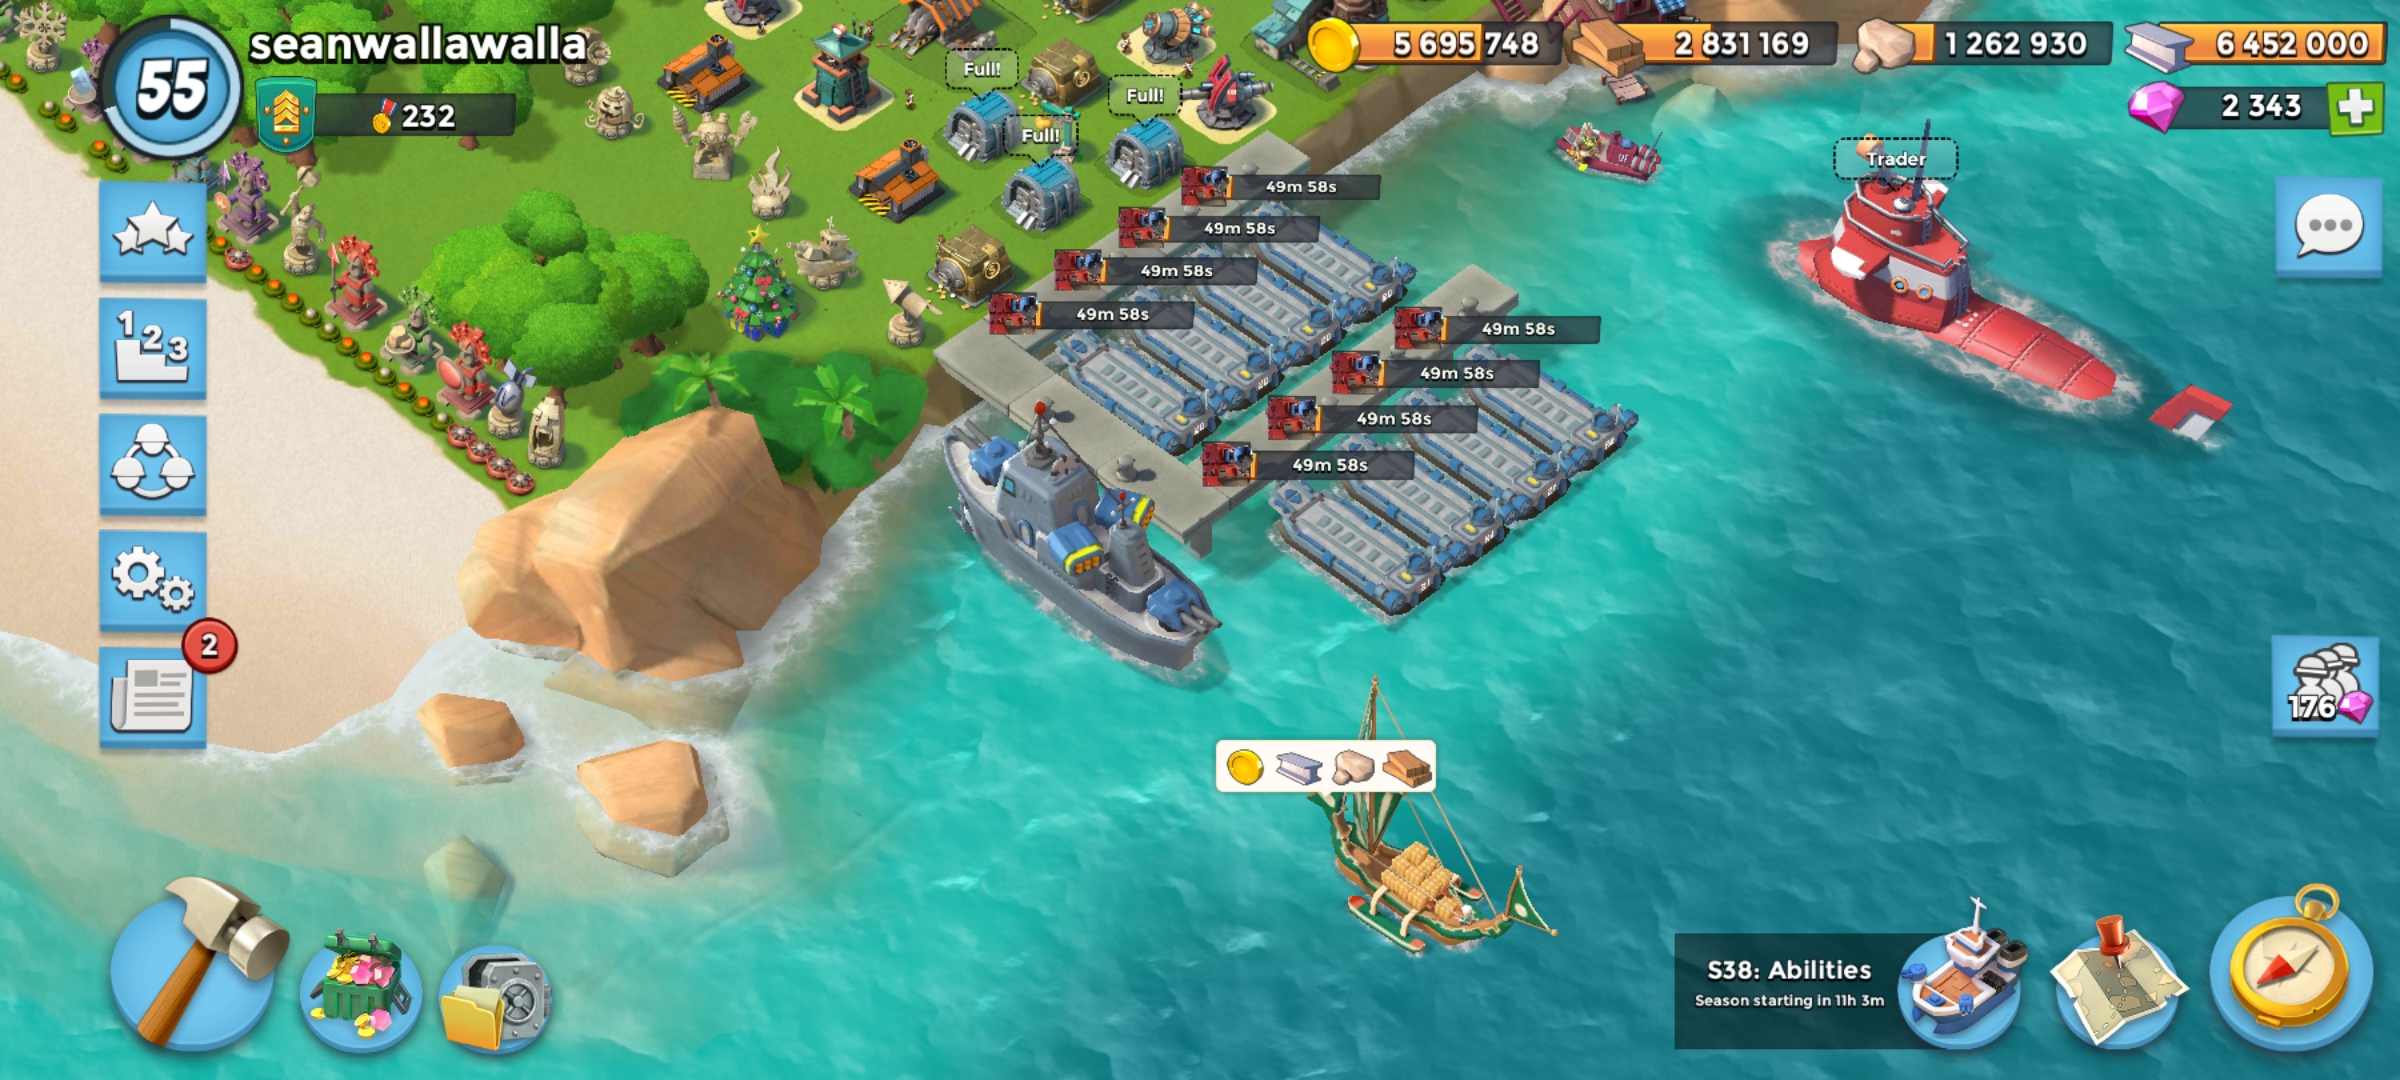 55
seanwallawalla
232
5 695 748
2 831 169
1 262 930
6 452 000
2 343
Full!
Full!
Full!
Trader
49m 58s
49m 58s
49m 58s
49m 58s
49m 58s
49m 58s
49m 58s
49m 58s
1 2 3
2
176
S38: Abilities
Season starting in 11h 3m